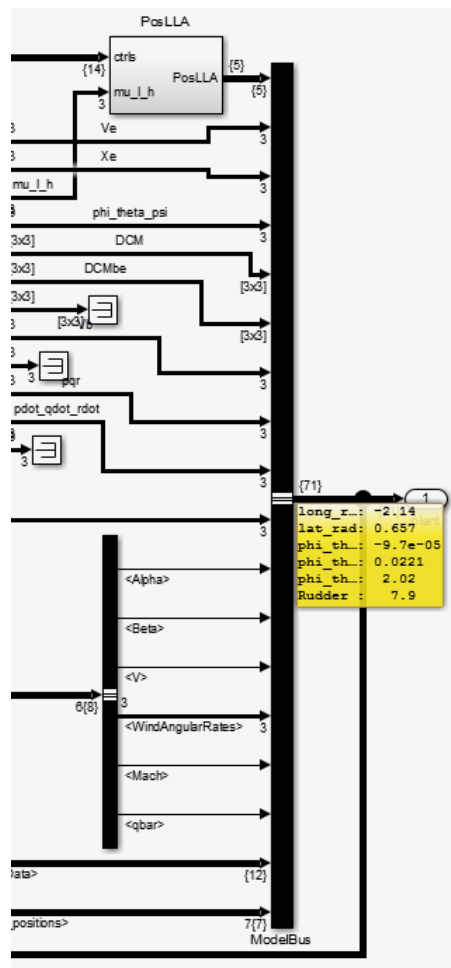 PosLLA
ctrls
{14}
mu_l_h
3
PosLLA
{5}
{5}
3
Ve
3
3
Xe
3
mu_l_h
phi_theta_psi
3
[3x3]
DCM
[3x3]
[3x3]
DCMbe
[3x3]
[3x3]
[3x3]
3
3
3
pqr
3
pdot_qdot_rdot
3
3
{71}
1
long_r…: -2.14
lat_rad: 0.657
phi_th…: -9.7e-05
phi_th…: 0.0221
phi_th…: 2.02
Rudder : 7.9
3
<Alpha>
<Beta>
<V>
6{8}
3
<WindAngularRates>
3
<Mach>
<qbar>
Data>
{12}
_positions>
7{7}
ModelBus